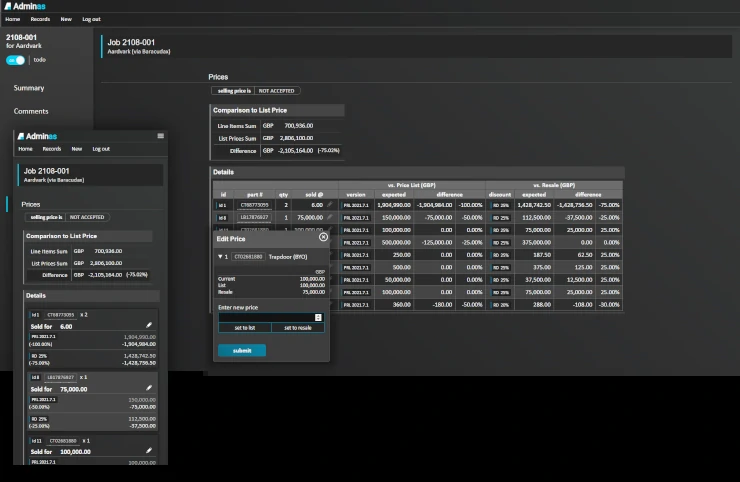 Adminas
Home Records New Log out
2108-001
for Aardvark
todo
Summary
Comments
Job 2108-001
Aardvark (via Baracudax)
Prices
selling price is NOT ACCEPTED
Comparison to List Price
Line Items Sum GBP 700,936.00
List Prices Sum GBP 2,806,100.00
Difference GBP -2,105,164.00 (-75.02%)
Details
vs. Price List (GBP) vs. Resale (GBP)
id part # qty sold @ version expected difference discount expected difference
id 1 CT68773055 2 6.00 PRL 2021.7.1 1,904,990.00 -1,904,984.00 -100.00% RD 25% 1,428,742.50 -1,428,736.50 -75.00%
id 8 LB17876927 1 75,000.00 PRL 2021.7.1 150,000.00 -75,000.00 -50.00% RD 25% 112,500.00 -37,500.00 -25.00%
PRL 2021.7.1 100,000.00 0.00 0.00% RD 25% 75,000.00 25,000.00 25.00%
PRL 2021.7.1 500,000.00 -125,000.00 -25.00% RD 25% 375,000.00 0.00 0.00%
PRL 2021.7.1 250.00 0.00 0.00% RD 25% 187.50 62.50 25.00%
PRL 2021.7.1 500.00 0.00 0.00% RD 25% 375.00 125.00 25.00%
PRL 2021.7.1 50,000.00 0.00 0.00% RD 25% 37,500.00 12,500.00 25.00%
PRL 2021.7.1 100,000.00 0.00 0.00% RD 25% 75,000.00 25,000.00 25.00%
PRL 2021.7.1 360.00 -180.00 -50.00% RD 20% 288.00 -108.00 -30.00%
Edit Price
▼ 1 CT02681880 Trapdoor (BYO)
GBP
Current 100,000.00
List 100,000.00
Resale 75,000.00
Enter new price
set to list set to resale
submit
Adminas
Home Records New Log out
Job 2108-001
Aardvark (via Baracudax)
Prices
selling price is NOT ACCEPTED
Comparison to List Price
Line Items Sum GBP 700,936.00
List Prices Sum GBP 2,806,100.00
Difference GBP -2,105,164.00 (-75.02%)
Details
id 1 CT68773055 x 2
Sold for 6.00
PRL 2021.7.1 1,904,990.00
(-100.00%) -1,904,984.00
RD 25% 1,428,742.50
(-75.00%) -1,428,736.50
id 8 LB17876927 x 1
Sold for 75,000.00
PRL 2021.7.1 150,000.00
(-50.00%) -75,000.00
RD 25% 112,500.00
(-25.00%) -37,500.00
id 11 CT02681880 x 1
Sold for 100,000.00
PRL 2021.7.1 100,000.00